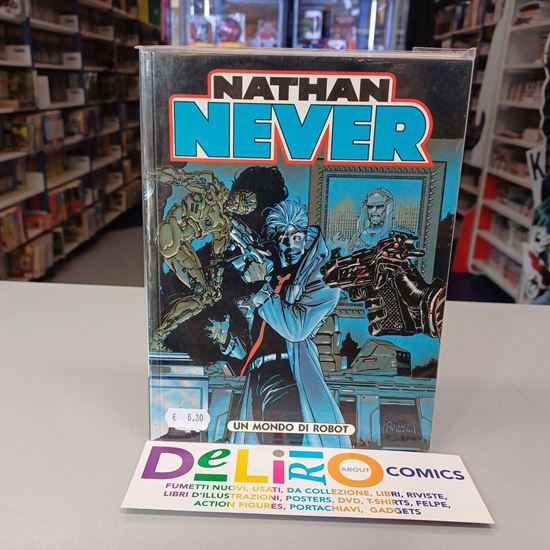 NATHAN
NEVER
UN MONDO DI ROBOT
€ 6,30
DeLiRiO ABOUT COMICS
FUMETTI NUOVI, USATI, DA COLLEZIONE, LIBRI, RIVISTE,
LIBRI D'ILLUSTRAZIONI, POSTERS, DVD, T-SHIRTS, FELPE,
ACTION FIGURES, PORTACHIAVI, GADGETS